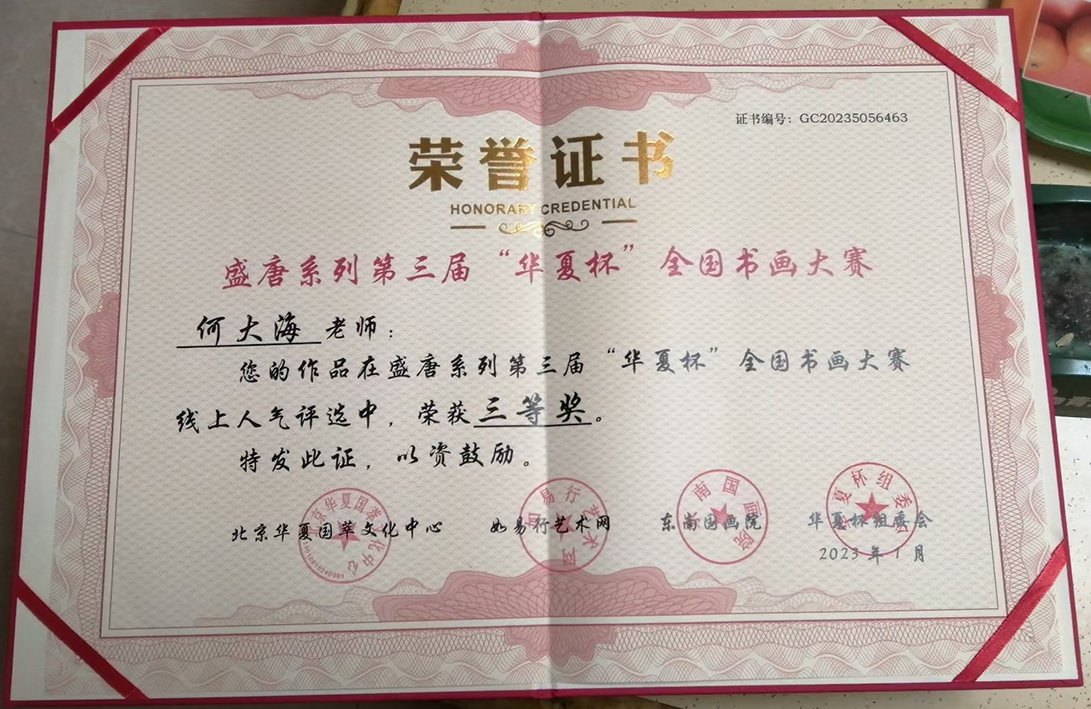 证书编号：GC20235056463
荣誉证书
HONORARY CREDENTIAL
盛唐系列第三届“华夏杯”全国书画大赛
何大海 老师：
您的作品在盛唐系列第三届“华夏杯”全国书画大赛
线上人气评选中，荣获三等奖。
特发此证，以资鼓励。
北京华夏国萃文化中心 如易行艺术网 东南国画院 华夏杯组委会
2023年1月